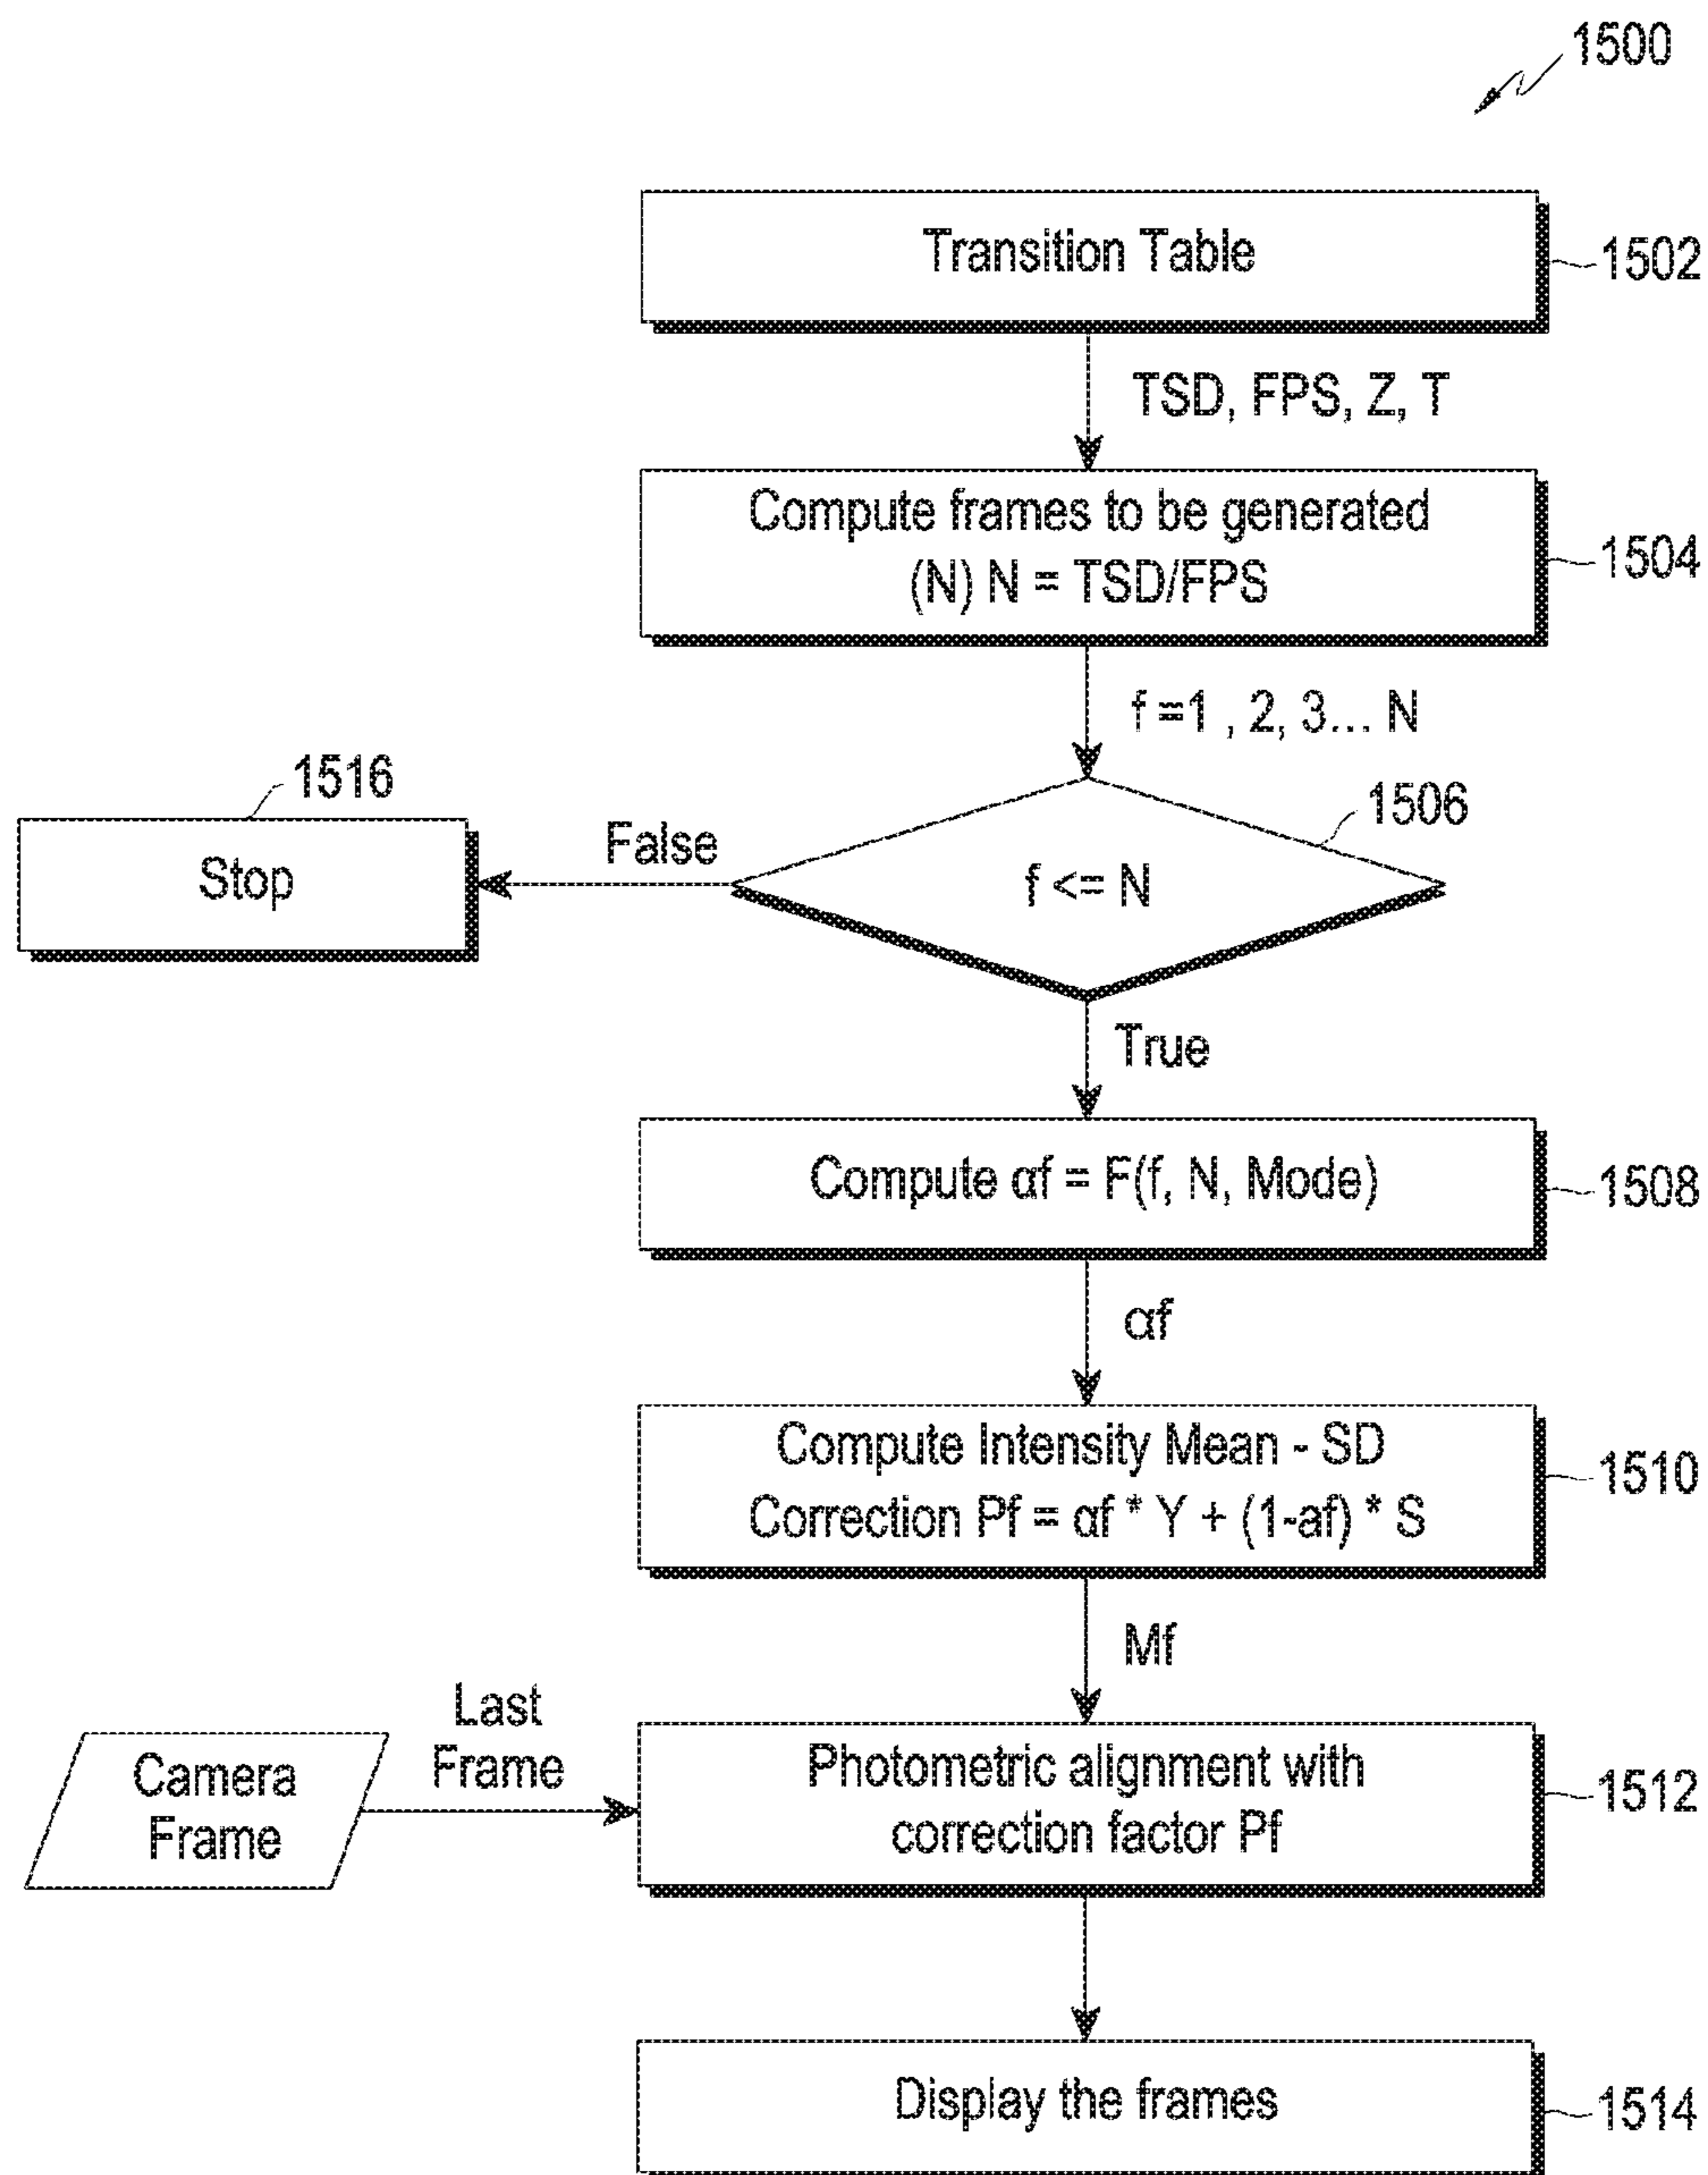 1500
Transition Table
1502
TSD, FPS, Z, T
Compute frames to be generated
(N) N = TSD/FPS
1504
f =1 , 2, 3... N
1516
Stop
False
1506
f <= N
True
Compute αf = F(f, N, Mode)
1508
αf
Compute Intensity Mean - SD
Correction Pf = αf * Y + (1-af) * S
1510
Mf
Camera
Frame
Last
Frame
Photometric alignment with
correction factor Pf
1512
Display the frames
1514